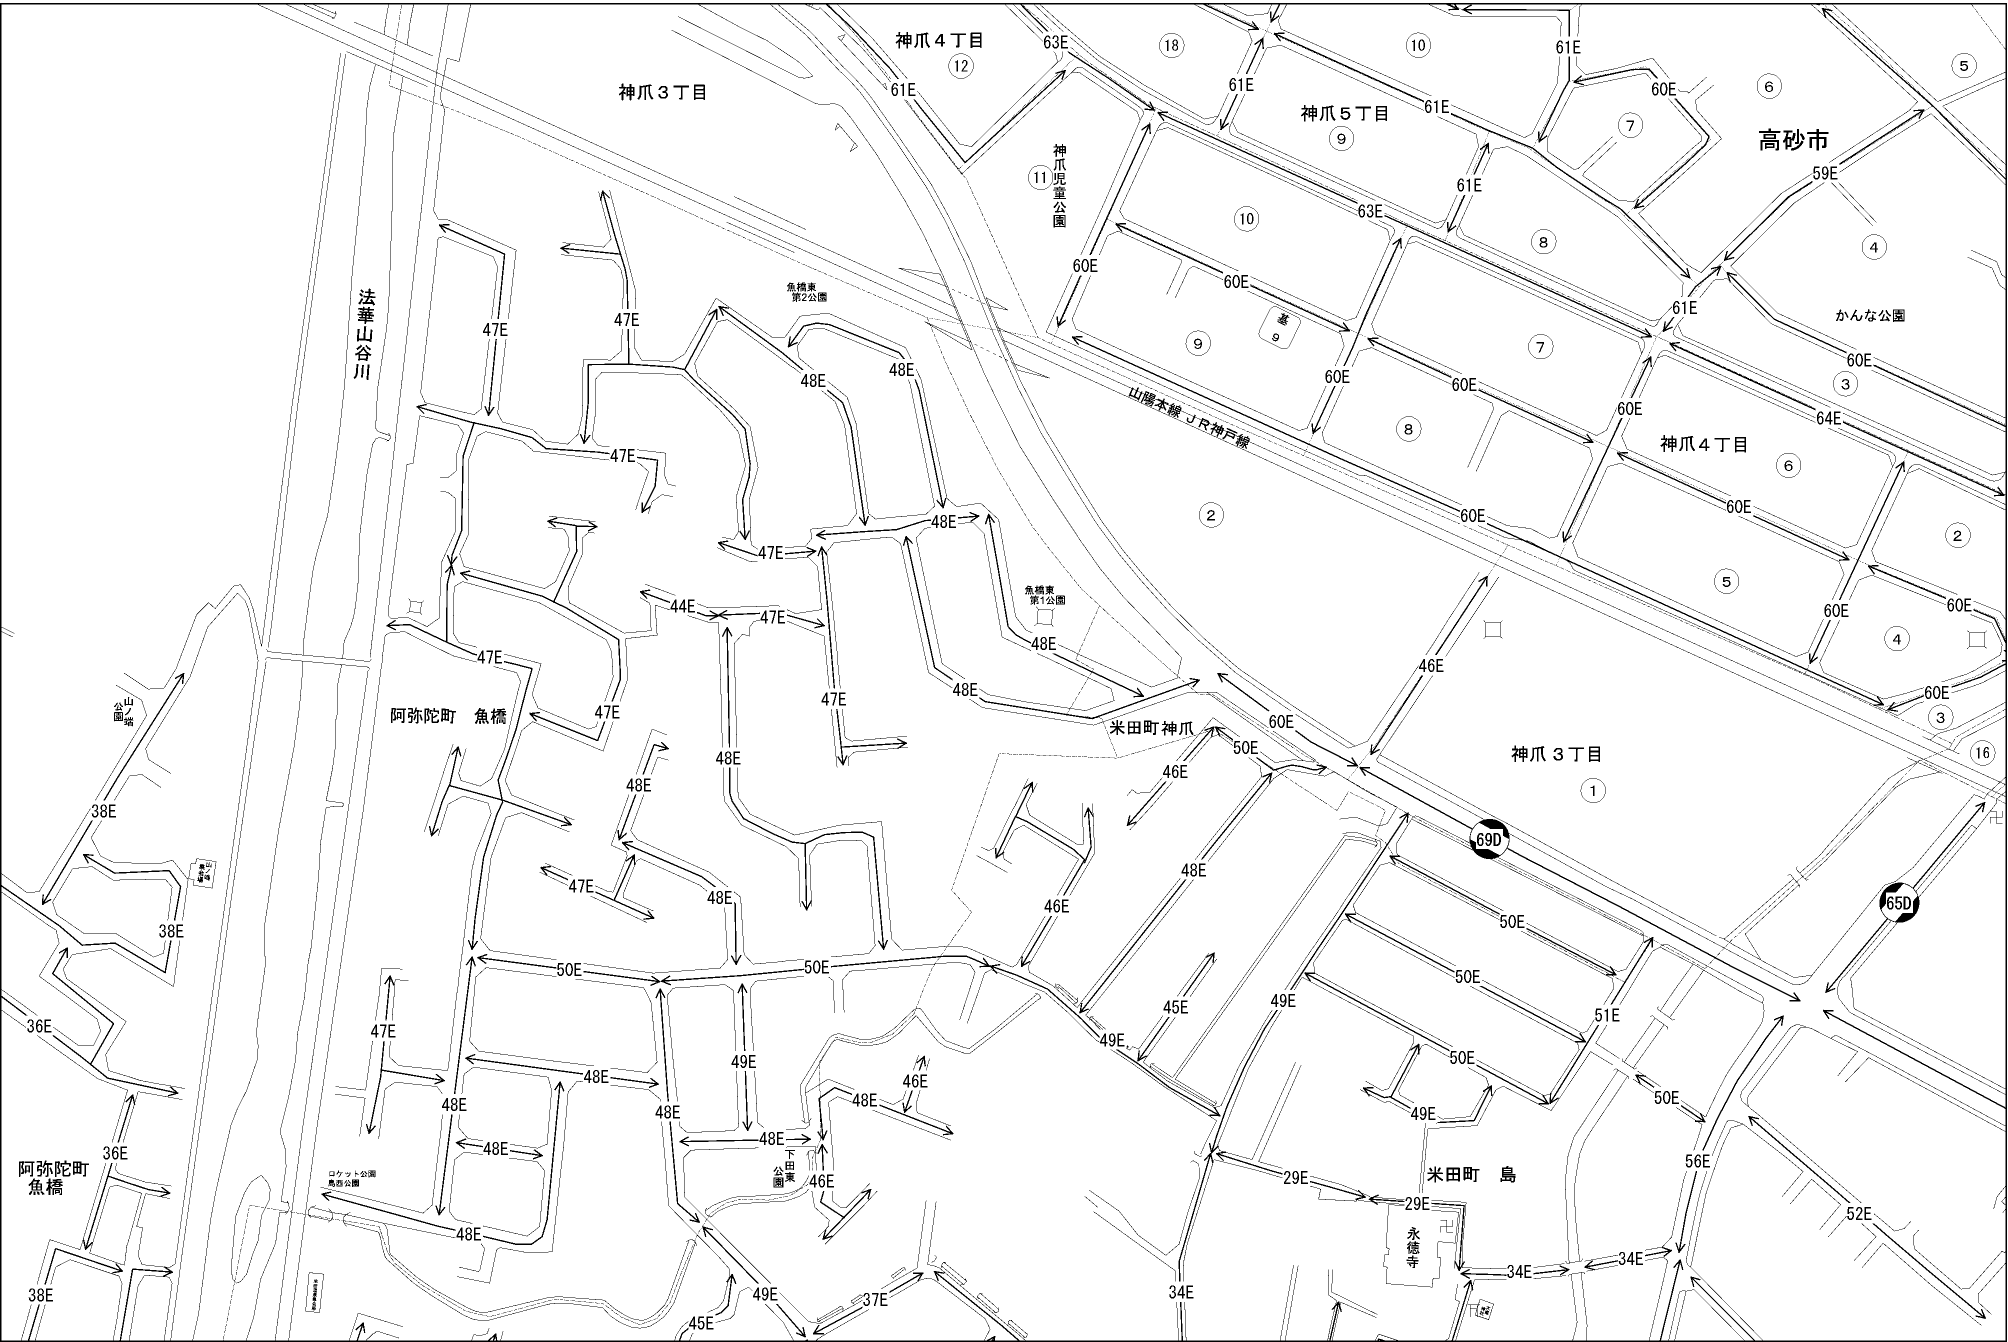 神爪４丁目
12
63E
18
10
61E
5
神爪３丁目
61E
61E
60E
6
61E
神爪５丁目
9
7
高砂市
神爪児童公園
11
59E
61E
10
63E
8
4
60E
60E
魚橋東
第2公園
法華山谷川
47E
47E
61E
かんな公園
基
9
9
7
60E
48E
48E
60E
60E
3
山陽本線 ＪＲ神戸線
60E
64E
8
神爪４丁目
47E
6
2
60E
60E
48E
2
47E
5
魚橋東
第1公園
44E
47E
60E
60E
4
48E
47E
46E
48E
47E
47E
60E
山ノ端
公園
阿弥陀町　魚橋
3
60E
米田町神爪
50E
神爪３丁目
16
48E
46E
48E
1
38E
69D
48E
47E
48E
46E
65D
50E
38E
50E
50E
50E
45E
49E
36E
47E
51E
49E
49E
50E
48E
46E
48E
48E
48E
49E
50E
48E
48E
36E
下田東
公園
46E
56E
阿弥陀町
魚橋
ロケット公園
島西公園
29E
米田町　島
29E
52E
48E
永徳寺
34E
34E
38E
49E
37E
34E
45E